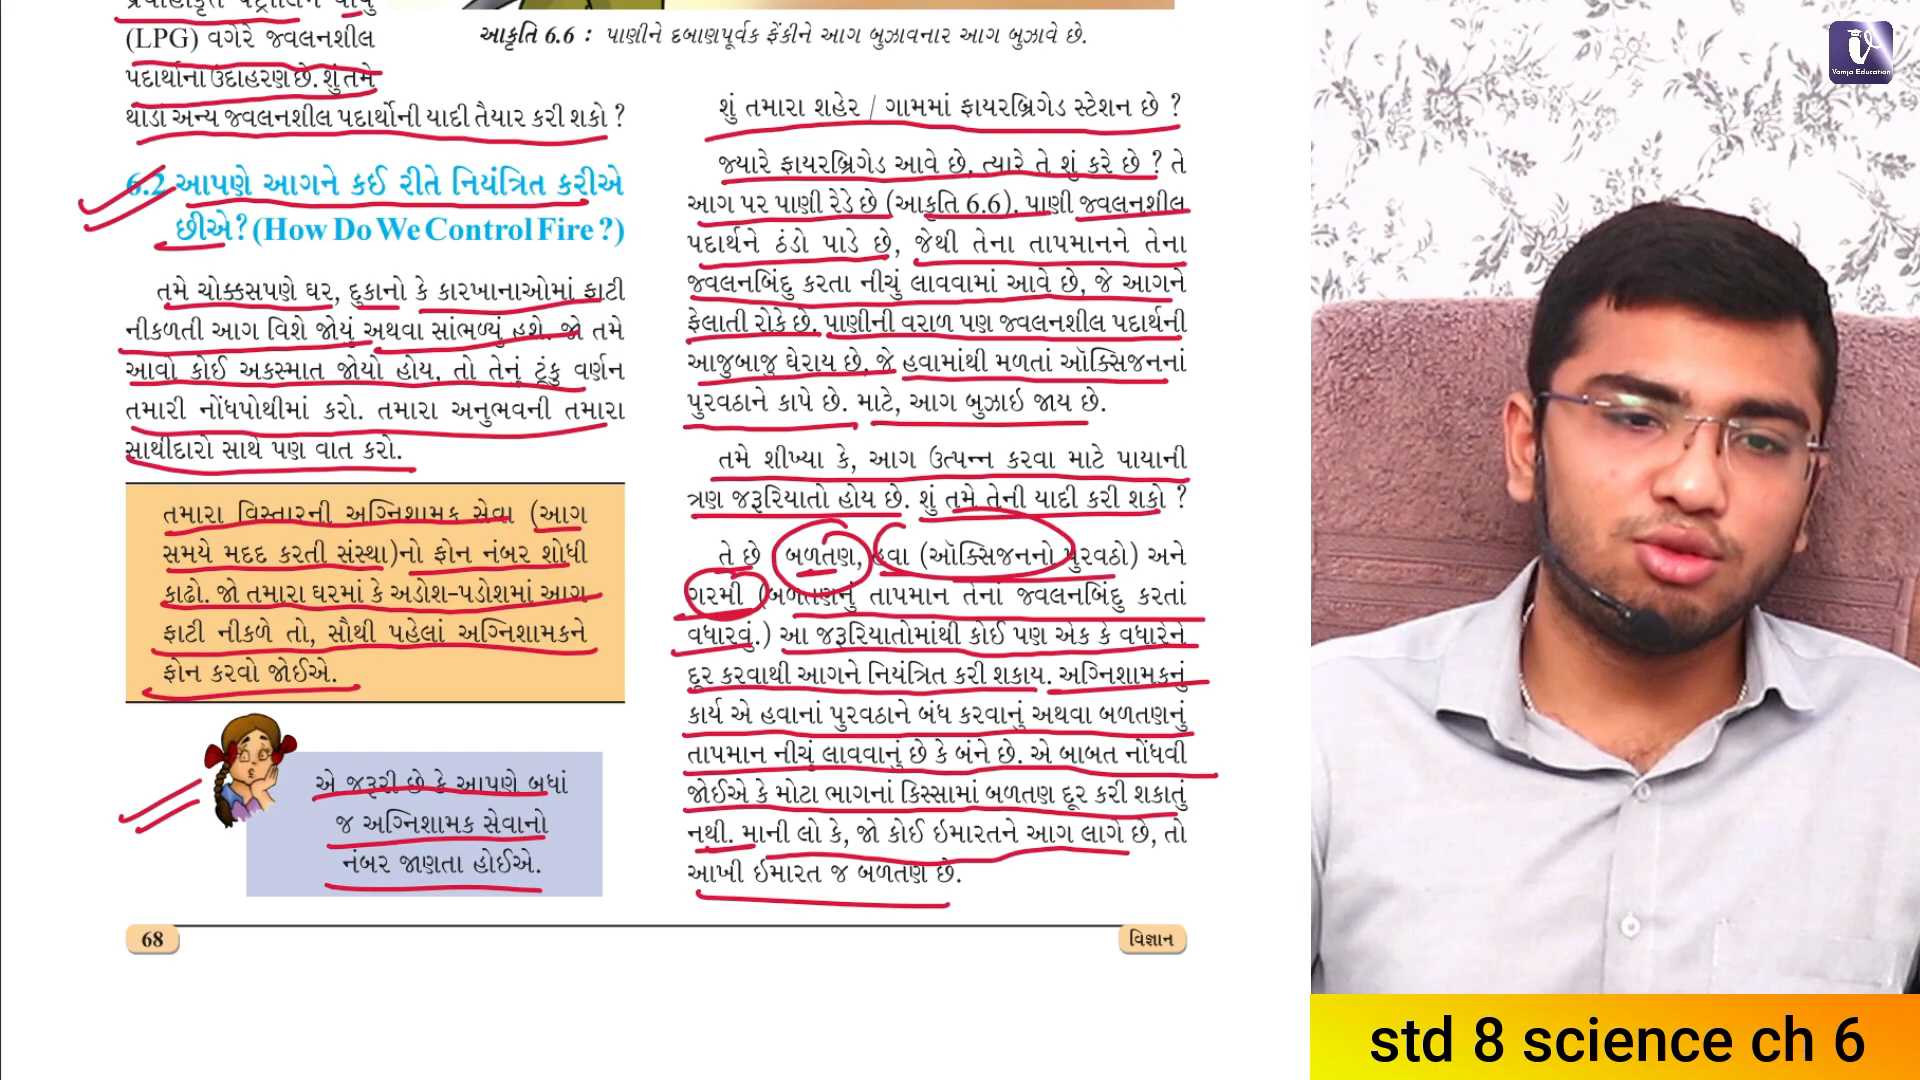 પ્રવાહીકૃત પેટ્રોલિયમ વાયુ
(LPG) વગેરે જ્વલનશીલ
પદાર્થોના ઉદાહરણ છે. શું તમે
થોડાં અન્ય જ્વલનશીલ પદાર્થોની યાદી તૈયાર કરી શકો ?
6.2 આપણે આગને કઈ રીતે નિયંત્રિત કરીએ
છીએ? (How Do We Control Fire ?)
તમે ચોક્કસપણે ઘર, દુકાનો કે કારખાનાઓમાં ફાટી
નીકળતી આગ વિશે જોયું અથવા સાંભળ્યું હશે. જો તમે
આવો કોઈ અકસ્માત જોયો હોય, તો તેનું ટૂંકુ વર્ણન
તમારી નોંધપોથીમાં કરો. તમારા અનુભવની તમારા
સાથીદારો સાથે પણ વાત કરો.
તમારા વિસ્તારની અગ્નિશામક સેવા (આગ
સમયે મદદ કરતી સંસ્થા)નો ફોન નંબર શોધી
કાઢો. જો તમારા ઘરમાં કે અડોશ-પડોશમાં આગ
ફાટી નીકળે તો, સૌથી પહેલાં અગ્નિશામકને
ફોન કરવો જોઈએ.
એ જરૂરી છે કે આપણે બધાં
જ અગ્નિશામક સેવાનો
નંબર જાણતા હોઈએ.
68
આકૃતિ 6.6 : પાણીને દબાણપૂર્વક ફેંકીને આગ બુઝાવનાર આગ બુઝાવે છે.
શું તમારા શહેર / ગામમાં ફાયરબ્રિગેડ સ્ટેશન છે ?
જ્યારે ફાયરબ્રિગેડ આવે છે, ત્યારે તે શું કરે છે ? તે
આગ પર પાણી રેડે છે (આકૃતિ 6.6). પાણી જ્વલનશીલ
પદાર્થને ઠંડો પાડે છે, જેથી તેના તાપમાનને તેના
જ્વલનબિંદુ કરતા નીચું લાવવામાં આવે છે, જે આગને
ફેલાતી રોકે છે. પાણીની વરાળ પણ જ્વલનશીલ પદાર્થની
આજુબાજુ ઘેરાય છે. જે હવામાંથી મળતાં ઑક્સિજનનાં
પુરવઠાને કાપે છે. માટે, આગ બુઝાઇ જાય છે.
તમે શીખ્યા કે, આગ ઉત્પન્ન કરવા માટે પાયાની
ત્રણ જરૂરિયાતો હોય છે. શું તમે તેની યાદી કરી શકો ?
તે છે બળતણ, હવા (ઑક્સિજનનો પુરવઠો) અને
ગરમી (બળતણનું તાપમાન તેનાં જ્વલનબિંદુ કરતાં
વધારવું.) આ જરૂરિયાતોમાંથી કોઈ પણ એક કે વધારેને
દૂર કરવાથી આગને નિયંત્રિત કરી શકાય. અગ્નિશામકનું
કાર્ય એ હવાનાં પુરવઠાને બંધ કરવાનું અથવા બળતણનું
તાપમાન નીચું લાવવાનું છે કે બંને છે. એ બાબત નોંધવી
જોઈએ કે મોટા ભાગનાં કિસ્સામાં બળતણ દૂર કરી શકાતું
નથી. માની લો કે, જો કોઈ ઇમારતને આગ લાગે છે, તો
આખી ઇમારત જ બળતણ છે.
વિજ્ઞાન
Vamja Education
std 8 science ch 6